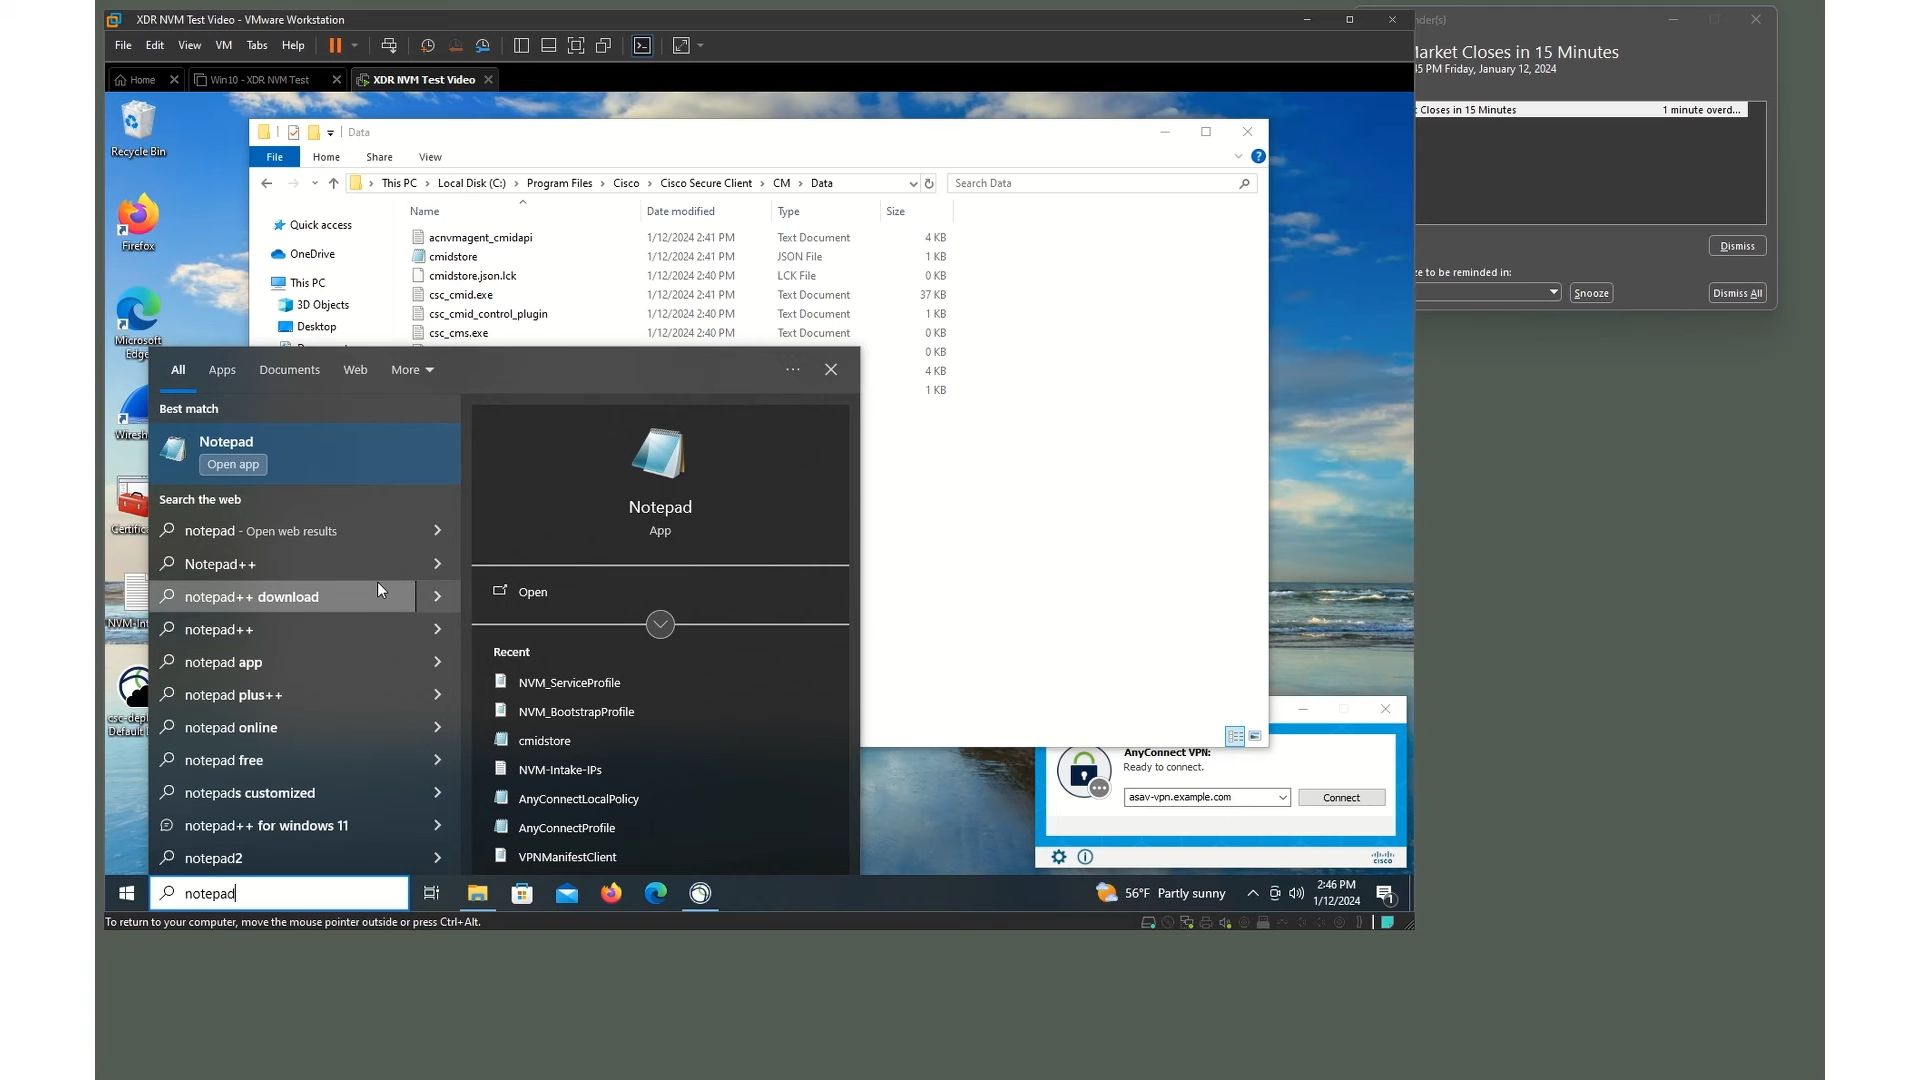 XDR NVM Test Video - VMware Workstation
File Edit View VM Tabs Help
Home
Win10 - XDR NVM Test
XDR NVM Test Video
Market Closes in 15 Minutes
Friday, January 12, 2024
Closes in 15 Minutes 1 minute overd...
Dismiss
to be reminded in:
Snooze
Dismiss All
Recycle Bin
Firefox
Microsoft
Edge
Data
File Home Share View
This PC > Local Disk (C:) > Program Files > Cisco > Cisco Secure Client > CM > Data
Search Data
Name Date modified Type Size
acnvmagent_cmidapi 1/12/2024 2:41 PM Text Document 4 KB
cmidstore 1/12/2024 2:41 PM JSON File 1 KB
cmidstore.json.lck 1/12/2024 2:40 PM LCK File 0 KB
csc_cmid.exe 1/12/2024 2:41 PM Text Document 37 KB
csc_cmid_control_plugin 1/12/2024 2:40 PM Text Document 1 KB
csc_cms.exe 1/12/2024 2:40 PM Text Document 0 KB
0 KB
4 KB
1 KB
Quick access
OneDrive
This PC
3D Objects
Desktop
All Apps Documents Web More
Best match
Notepad
Open app
Search the web
notepad - Open web results
Notepad++
notepad++ download
notepad++
notepad app
notepad plus++
notepad online
notepad free
notepads customized
notepad++ for windows 11
notepad2
Notepad
App
Open
Recent
NVM_ServiceProfile
NVM_BootstrapProfile
cmidstore
NVM-Intake-IPs
AnyConnectLocalPolicy
AnyConnectProfile
VPNManifestClient
AnyConnect VPN:
Ready to connect.
asav-vpn.example.com
Connect
cisco
notepad
56°F Partly sunny
2:46 PM
1/12/2024
1
To return to your computer, move the mouse pointer outside or press Ctrl+Alt.